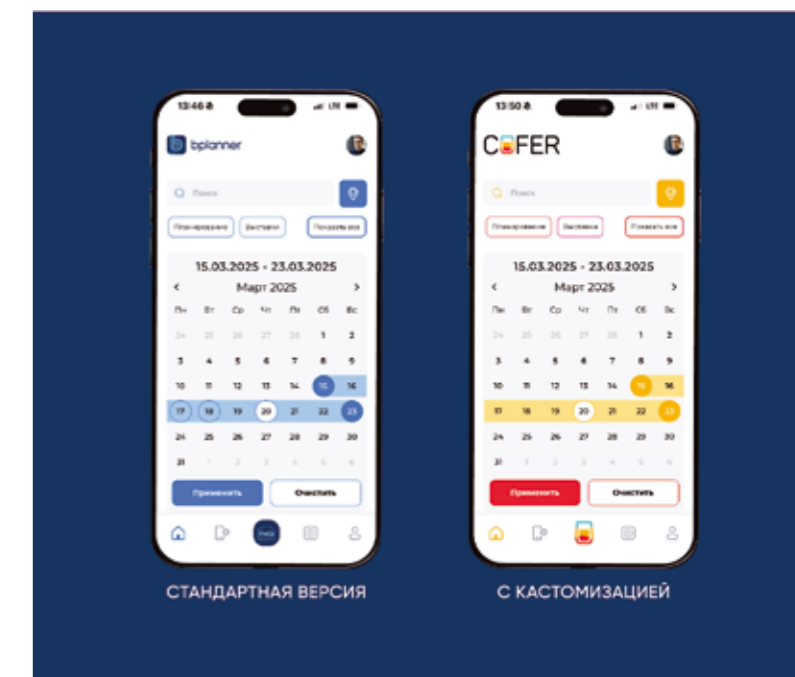 13:46
LTE
bplanner
Поиск
Планирование
Выставки
Показать все
15.03.2025 - 23.03.2025
Март 2025
Пн Вт Ср Чт Пт Сб Вс
24 25 26 27 28 1 2
3 4 5 6 7 8 9
10 11 12 13 14 15 16
17 18 19 20 21 22 23
24 25 26 27 28 29 30
31 1 2 3 4 5 6
Применить
Очистить
СТАНДАРТНАЯ ВЕРСИЯ
13:50
LTE
COFER
Поиск
Планирование
Выставки
Показать все
15.03.2025 - 23.03.2025
Март 2025
Пн Вт Ср Чт Пт Сб Вс
24 25 26 27 28 1 2
3 4 5 6 7 8 9
10 11 12 13 14 15 16
17 18 19 20 21 22 23
24 25 26 27 28 29 30
31 1 2 3 4 5 6
Применить
Очистить
С КАСТОМИЗАЦИЕЙ